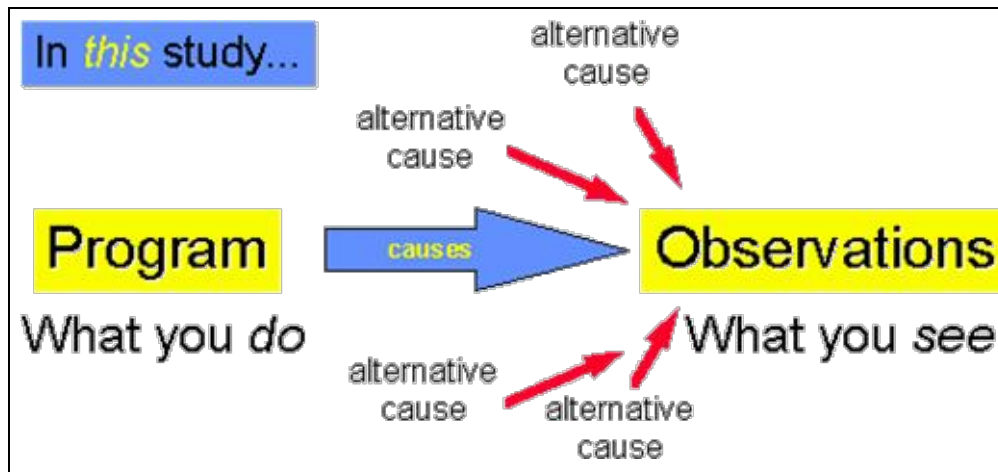 In this study...
alternative
cause
alternative
cause
Program
causes
Observations
What you do
What you see
alternative
cause
alternative
cause